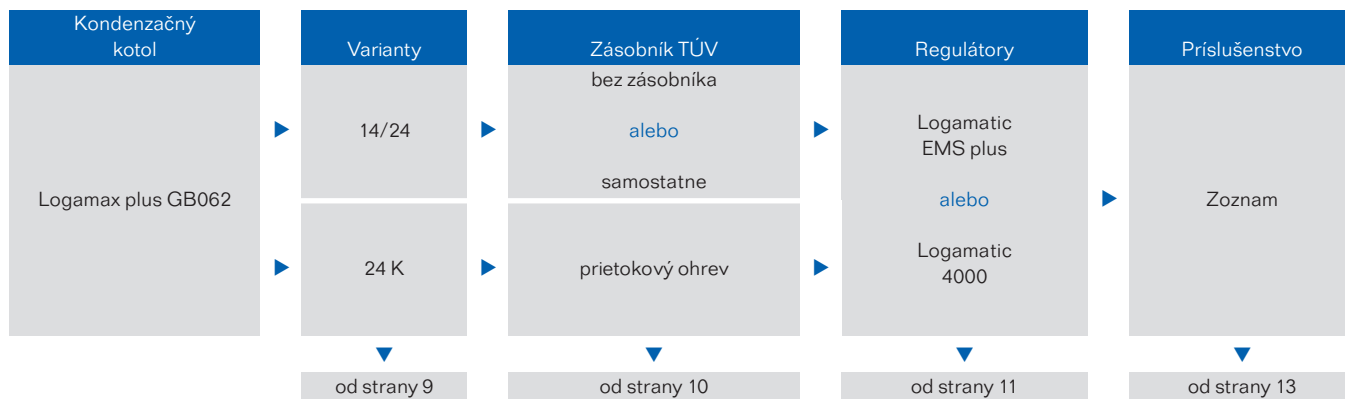 Kondenzačný
kotol
Varianty
Zásobník TÚV
Regulátory
Príslušenstvo
Logamax plus GB062
14/24
bez zásobníka
alebo
samostatne
24 K
prietokový ohrev
Logamatic
EMS plus
alebo
Logamatic
4000
Zoznam
od strany 9
od strany 10
od strany 11
od strany 13